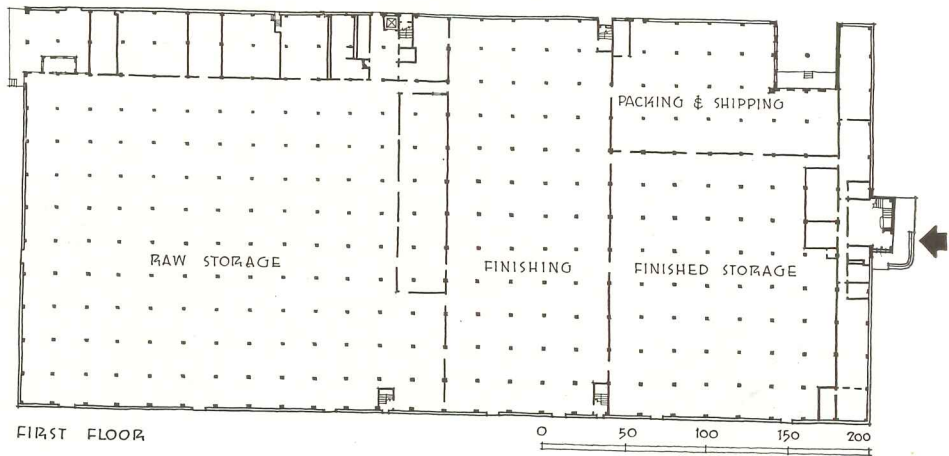 PACKING & SHIPPING
RAW STORAGE
FINISHING
FINISHED STORAGE
FIRST FLOOR
0 50 100 150 200